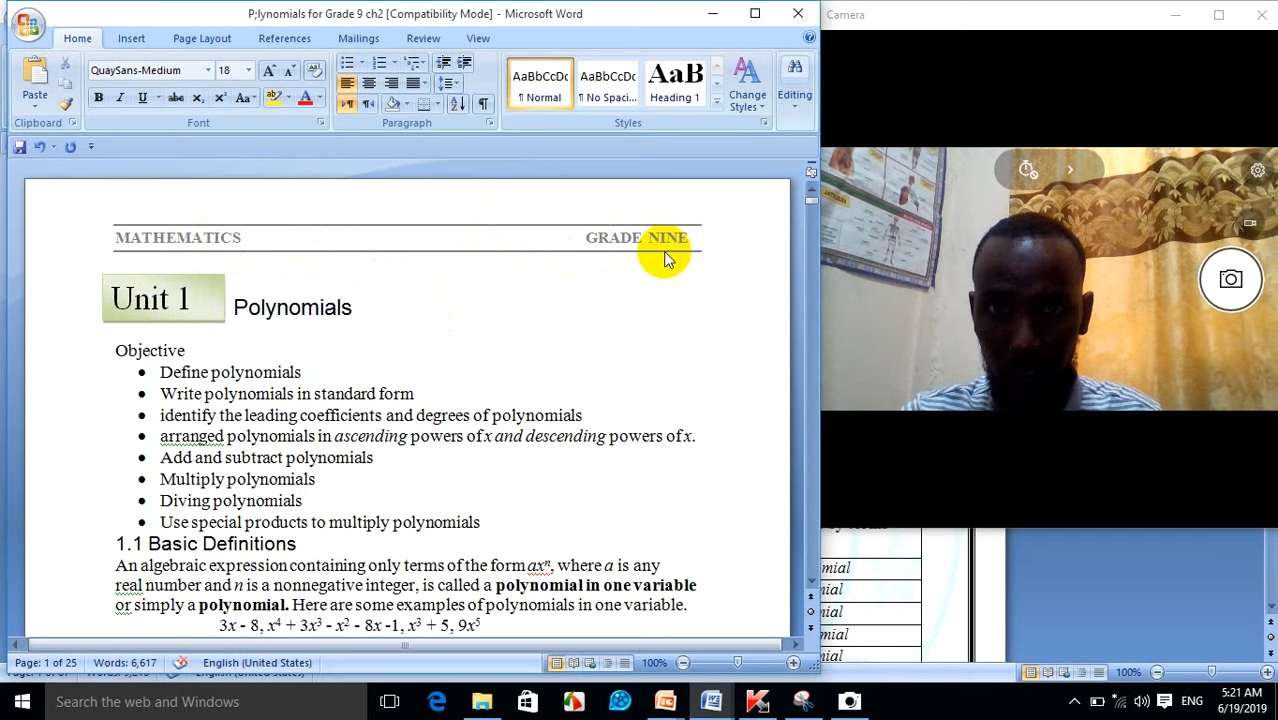 P;lynomials for Grade 9 ch2 [Compatibility Mode] - Microsoft Word
Camera
Home Insert Page Layout References Mailings Review View
QuaySans-Medium 18
Paste
AaBbCcDc AaBbCcDc AaB
¶ Normal ¶ No Spaci... Heading 1
Change Styles
Editing
Clipboard Font Paragraph Styles
MATHEMATICS GRADE NINE
Unit 1 Polynomials
Objective
• Define polynomials
• Write polynomials in standard form
• identify the leading coefficients and degrees of polynomials
• arranged polynomials in ascending powers of x and descending powers of x.
• Add and subtract polynomials
• Multiply polynomials
• Diving polynomials
• Use special products to multiply polynomials
1.1 Basic Definitions
An algebraic expression containing only terms of the form axⁿ, where a is any
real number and n is a nonnegative integer, is called a polynomial in one variable
or simply a polynomial. Here are some examples of polynomials in one variable.
3x - 8, x⁴ + 3x³ - x² - 8x -1, x³ + 5, 9x⁵
Page: 1 of 25 Words: 6,617 English (United States) 100%
100%
Search the web and Windows
ENG
5:21 AM
6/19/2019